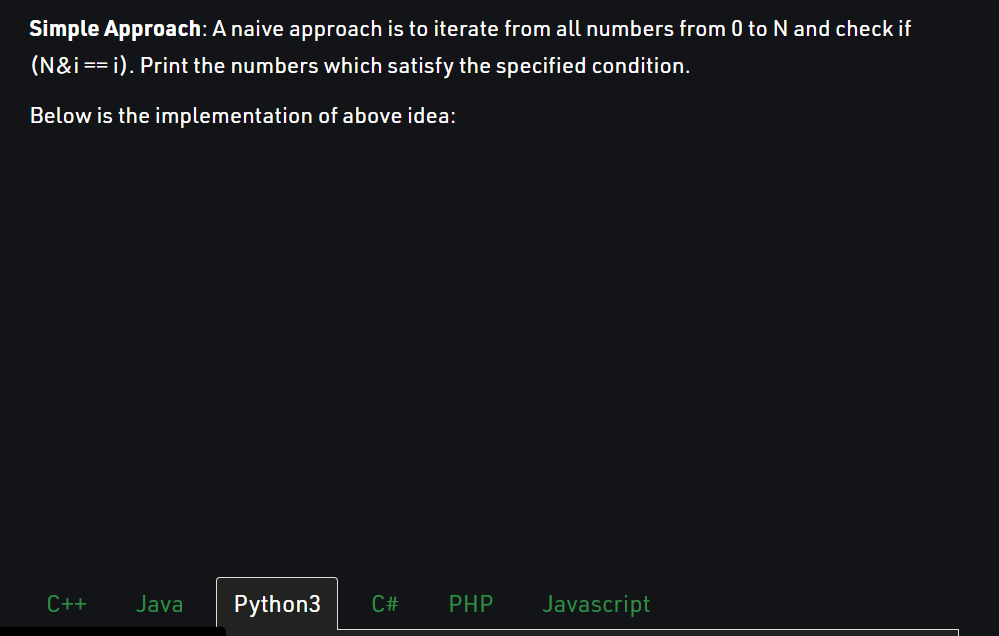 Simple Approach: A naive approach is to iterate from all numbers from 0 to N and check if
(N&i == i). Print the numbers which satisfy the specified condition.
Below is the implementation of above idea:
C++ Java Python3 C# PHP Javascript